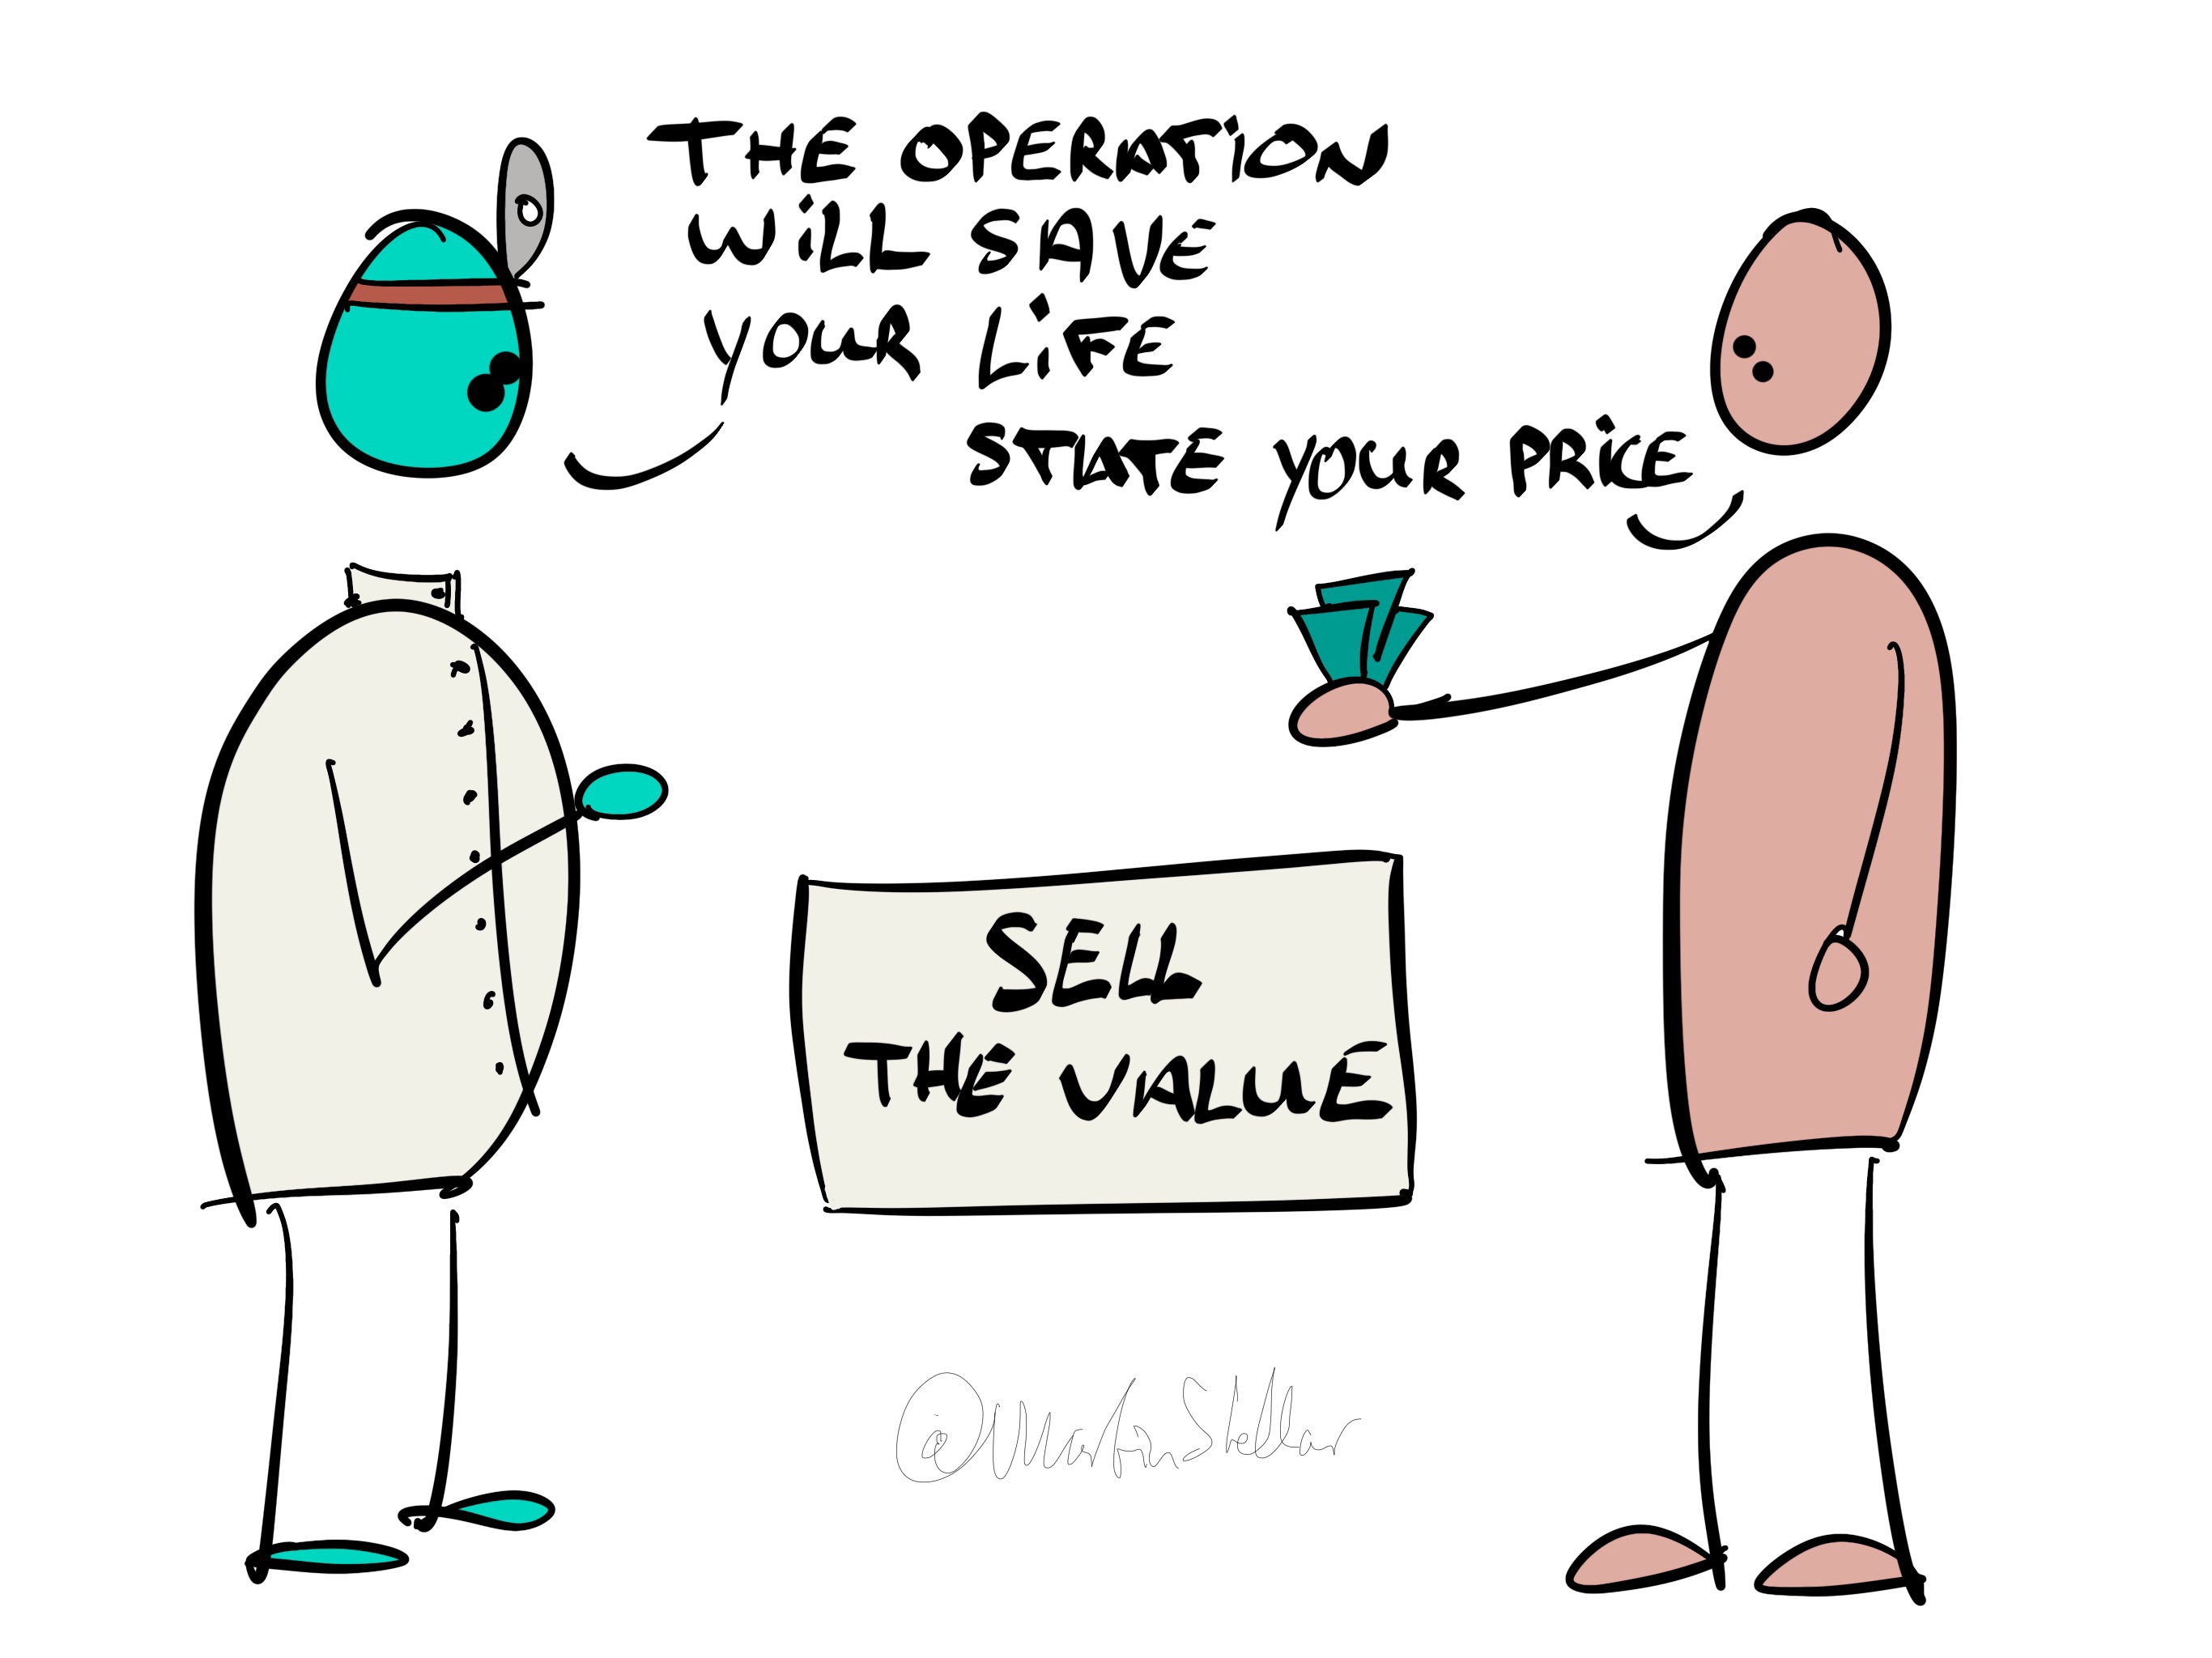 THE OPERATION
WILL SAVE
YOUR LIFE
STATE YOUR PRICE
SELL
THE VALUE
@MartinStellar